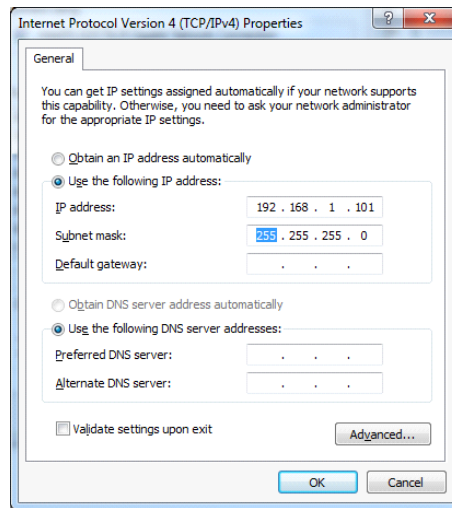 Internet Protocol Version 4 (TCP/IPv4) Properties
General
You can get IP settings assigned automatically if your network supports
this capability. Otherwise, you need to ask your network administrator
for the appropriate IP settings.
Obtain an IP address automatically
Use the following IP address:
IP address: 192 . 168 . 1 . 101
Subnet mask: 255 . 255 . 255 . 0
Default gateway: . . .
Obtain DNS server address automatically
Use the following DNS server addresses:
Preferred DNS server: . . .
Alternate DNS server: . . .
Validate settings upon exit
Advanced...
OK Cancel